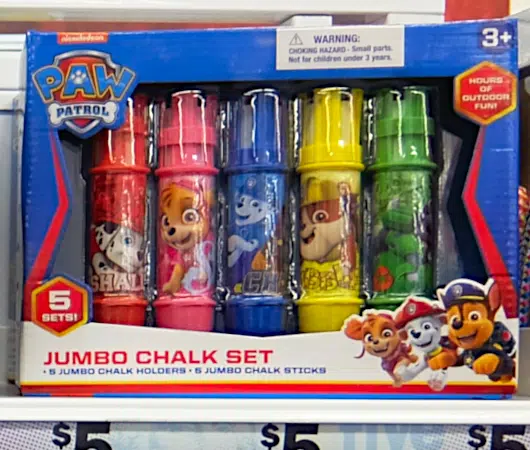 nickelodeon
WARNING:
CHOKING HAZARD - Small parts.
Not for children under 3 years.
3+
PAW
PATROL
HOURS
OF
OUTDOOR
FUN!
5
SETS!
JUMBO CHALK SET
• 5 JUMBO CHALK HOLDERS • 5 JUMBO CHALK STICKS
$5 $5 $5